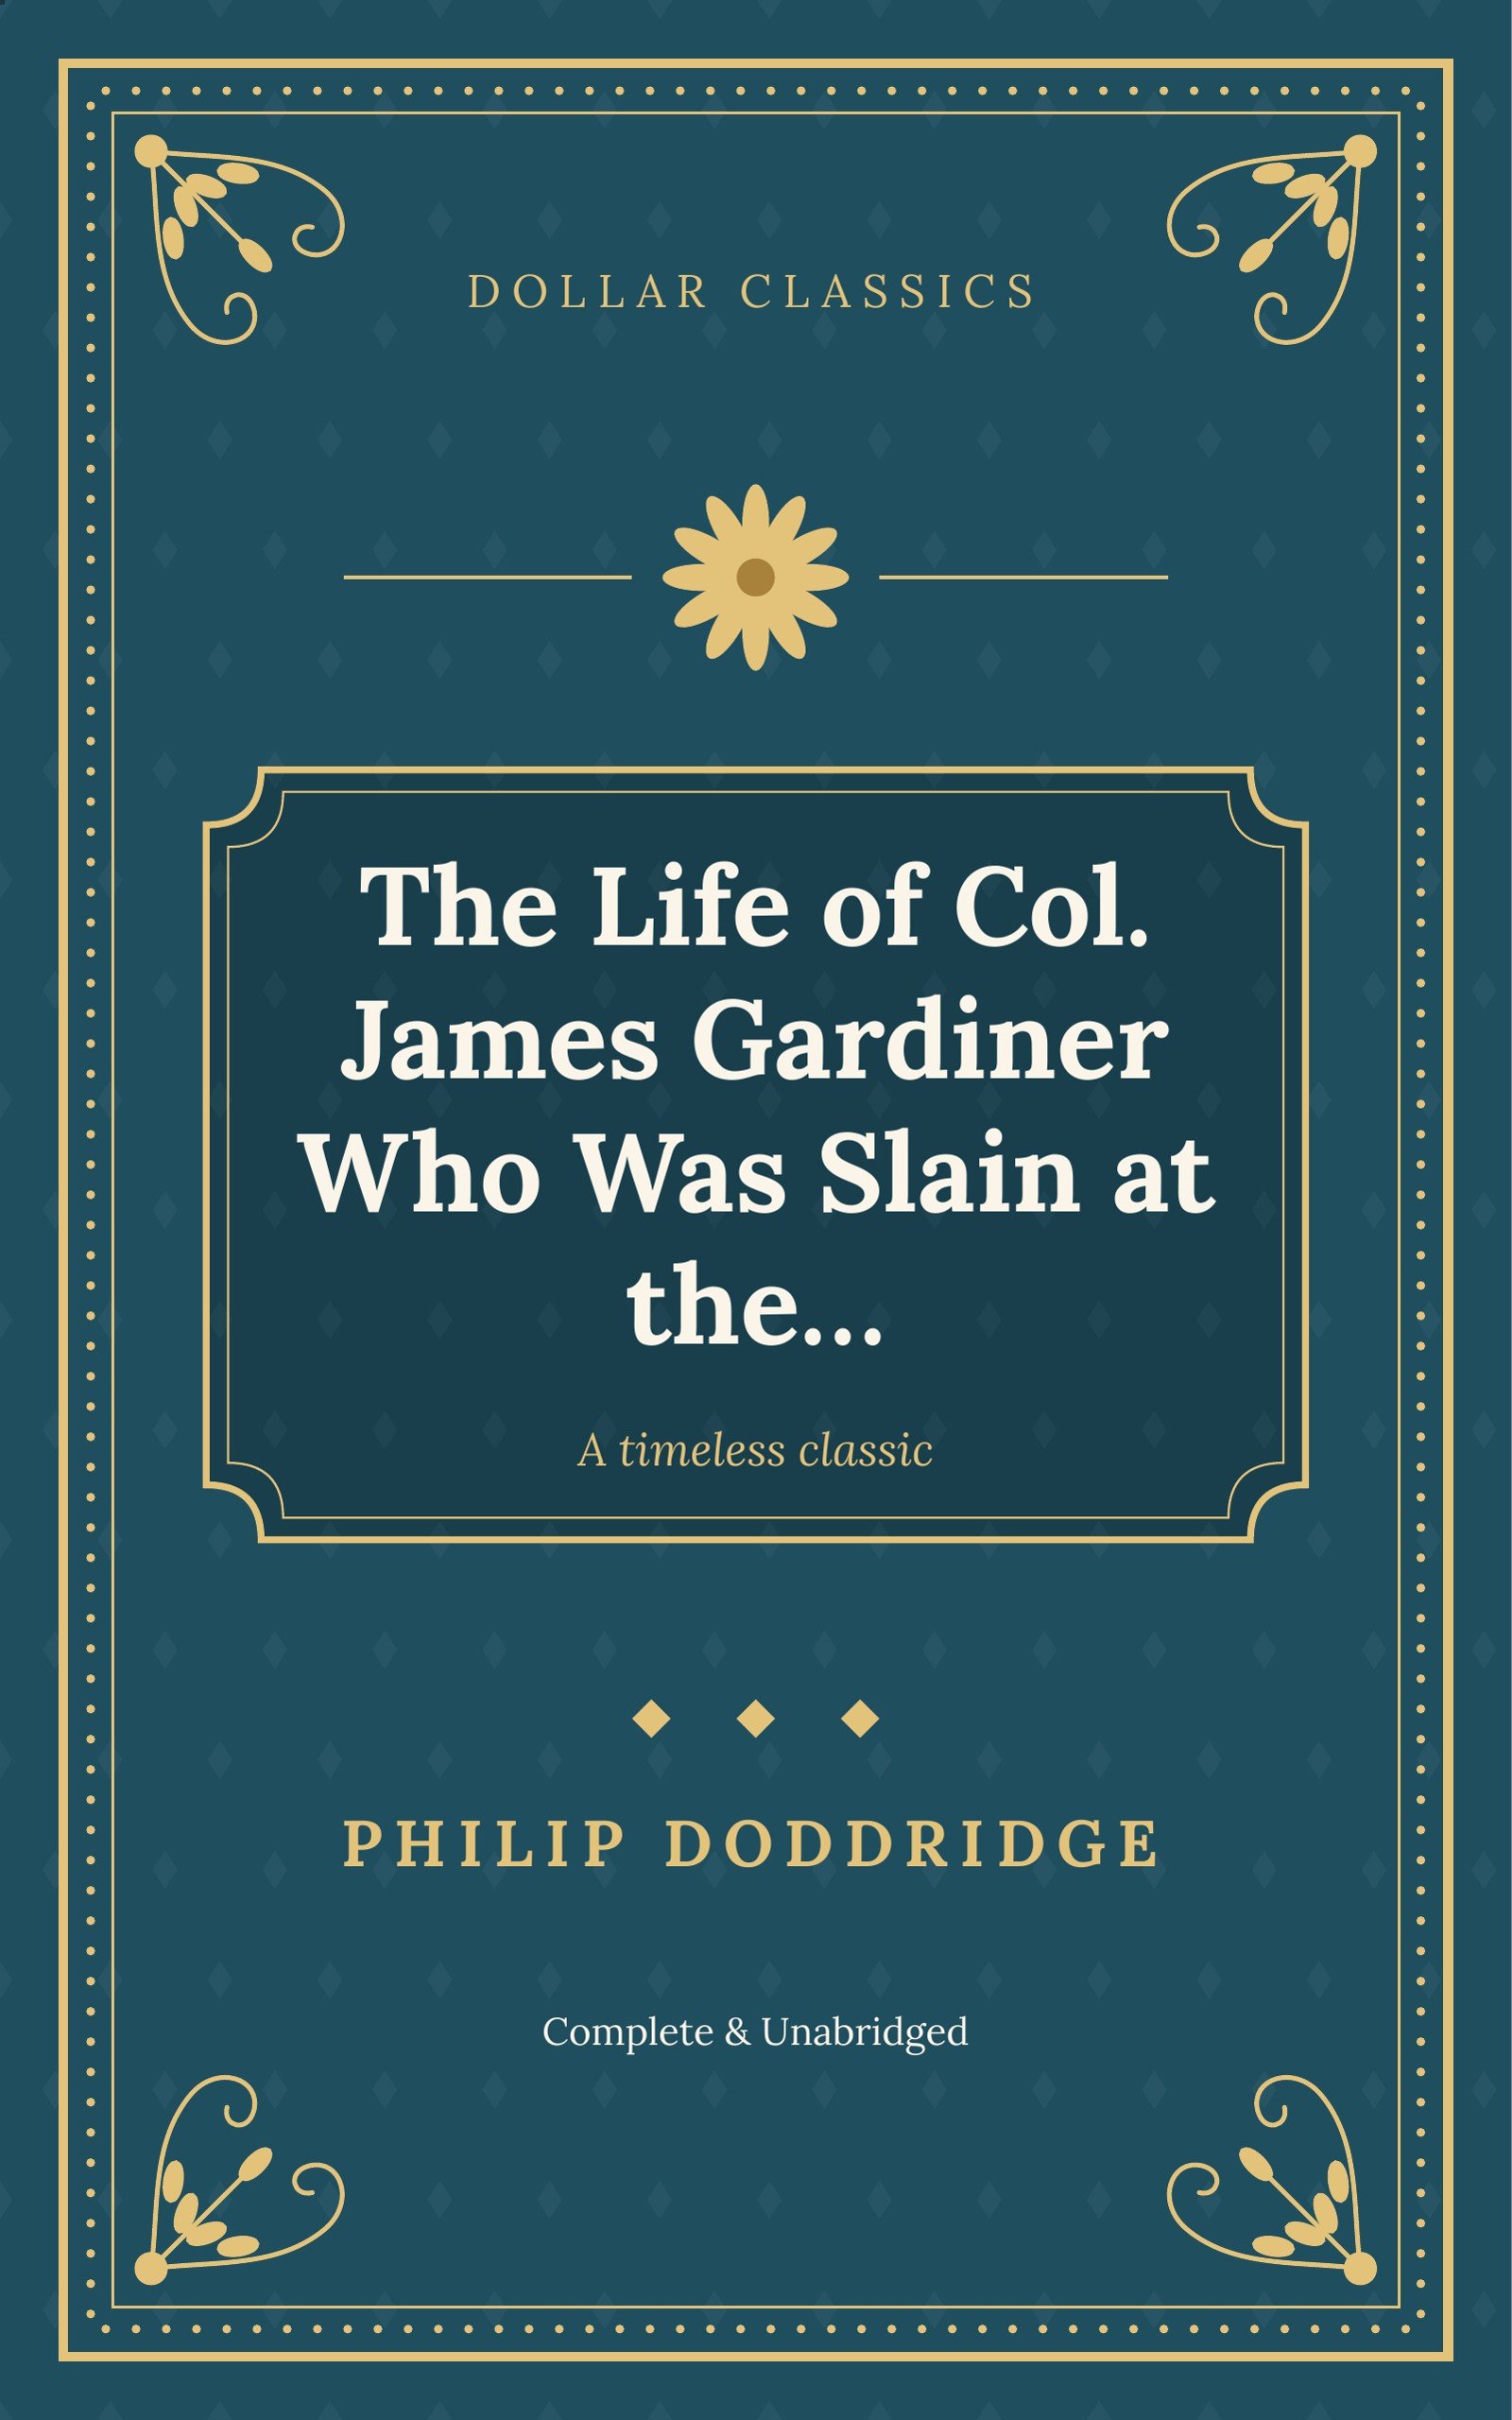 DOLLAR CLASSICS
The Life of Col.
James Gardiner
Who Was Slain at
the...
A timeless classic
PHILIP DODDRIDGE
Complete & Unabridged